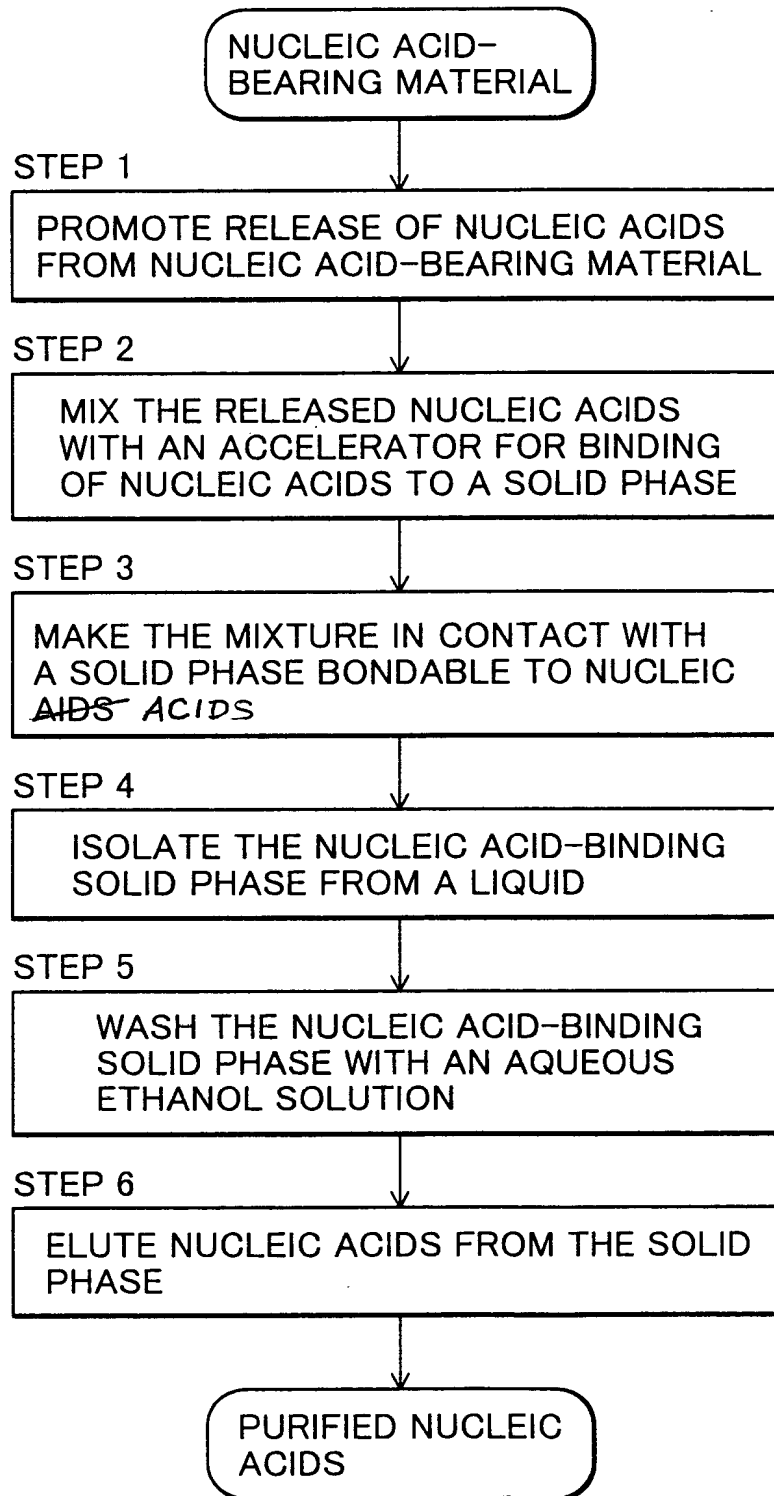 NUCLEIC ACID-
BEARING MATERIAL
STEP 1
PROMOTE RELEASE OF NUCLEIC ACIDS
FROM NUCLEIC ACID-BEARING MATERIAL
STEP 2
MIX THE RELEASED NUCLEIC ACIDS
WITH AN ACCELERATOR FOR BINDING
OF NUCLEIC ACIDS TO A SOLID PHASE
STEP 3
MAKE THE MIXTURE IN CONTACT WITH
A SOLID PHASE BONDABLE TO NUCLEIC
AIDS ACIDS
STEP 4
ISOLATE THE NUCLEIC ACID-BINDING
SOLID PHASE FROM A LIQUID
STEP 5
WASH THE NUCLEIC ACID-BINDING
SOLID PHASE WITH AN AQUEOUS
ETHANOL SOLUTION
STEP 6
ELUTE NUCLEIC ACIDS FROM THE SOLID
PHASE
PURIFIED NUCLEIC
ACIDS